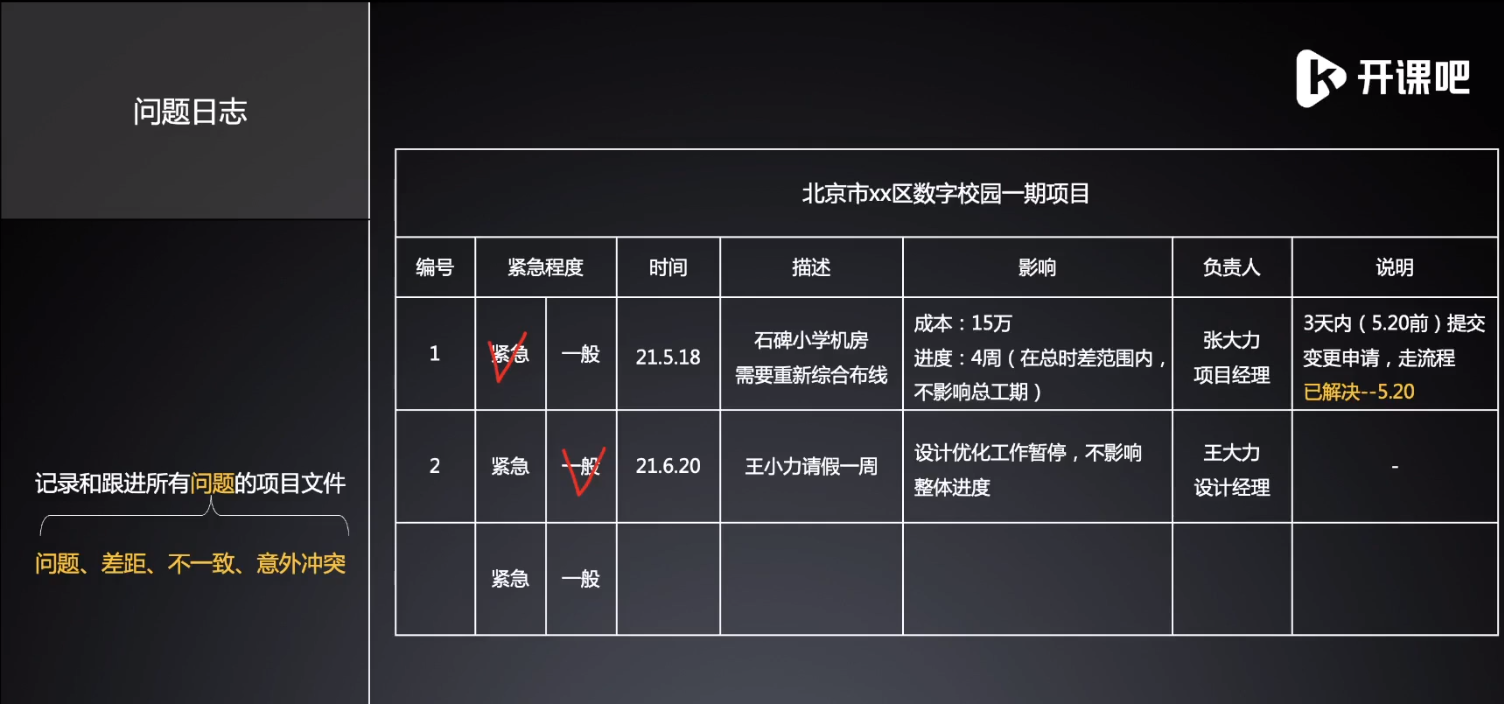 问题日志
开课吧
北京市xx区数字校园一期项目
编号 紧急程度 时间 描述 影响 负责人 说明
1 紧急 一般 21.5.18 石碑小学机房
需要重新综合布线 成本：15万
进度：4周（在总时差范围内，
不影响总工期） 张大力
项目经理 3天内（5.20前）提交
变更申请，走流程
已解决--5.20
2 紧急 一般 21.6.20 王小力请假一周 设计优化工作暂停，不影响
整体进度 王大力
设计经理 -
紧急 一般
记录和跟进所有问题的项目文件
问题、差距、不一致、意外冲突